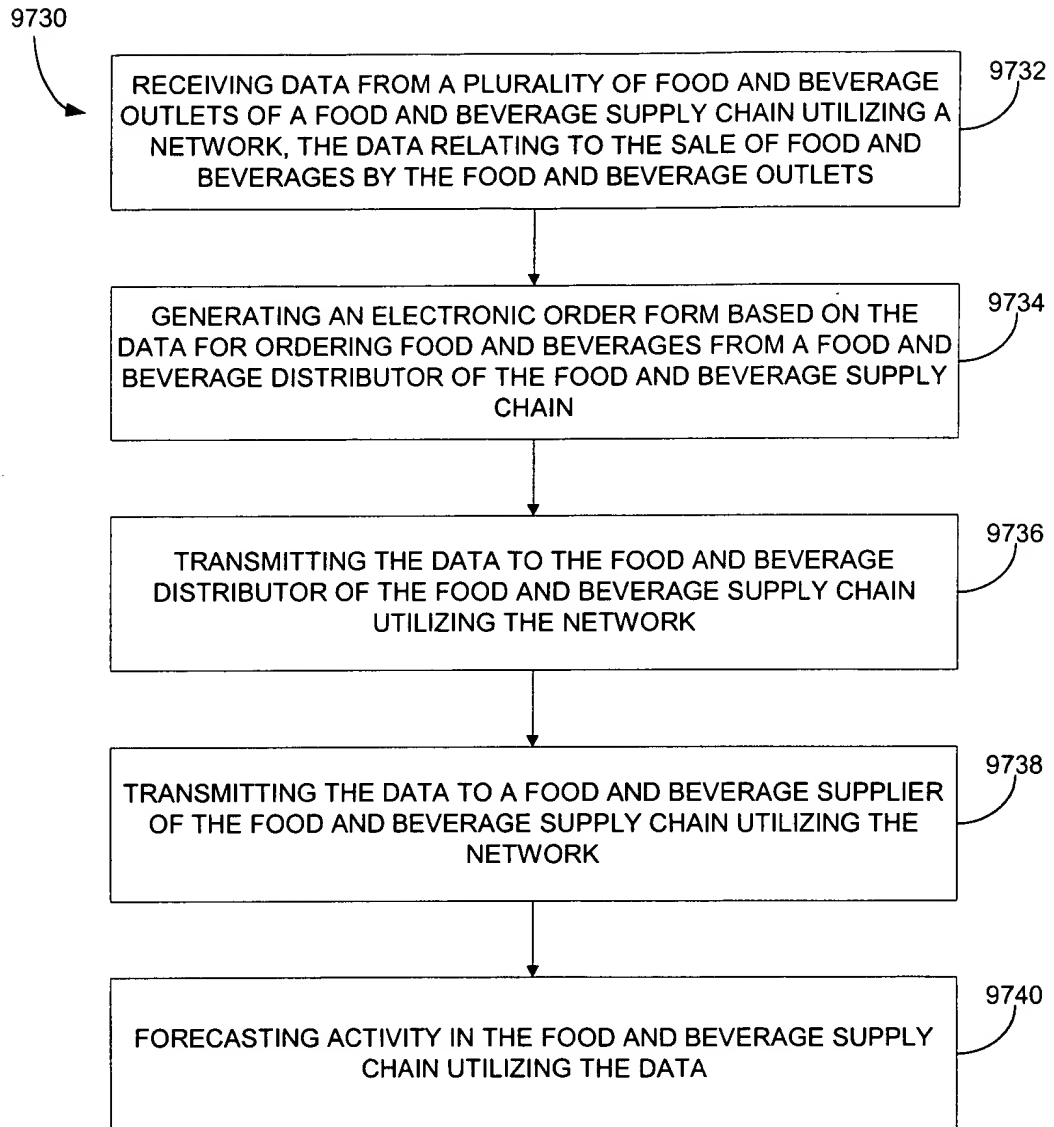 9730
RECEIVING DATA FROM A PLURALITY OF FOOD AND BEVERAGE
OUTLETS OF A FOOD AND BEVERAGE SUPPLY CHAIN UTILIZING A
NETWORK, THE DATA RELATING TO THE SALE OF FOOD AND
BEVERAGES BY THE FOOD AND BEVERAGE OUTLETS
9732
GENERATING AN ELECTRONIC ORDER FORM BASED ON THE
DATA FOR ORDERING FOOD AND BEVERAGES FROM A FOOD AND
BEVERAGE DISTRIBUTOR OF THE FOOD AND BEVERAGE SUPPLY
CHAIN
9734
TRANSMITTING THE DATA TO THE FOOD AND BEVERAGE
DISTRIBUTOR OF THE FOOD AND BEVERAGE SUPPLY CHAIN
UTILIZING THE NETWORK
9736
TRANSMITTING THE DATA TO A FOOD AND BEVERAGE SUPPLIER
OF THE FOOD AND BEVERAGE SUPPLY CHAIN UTILIZING THE
NETWORK
9738
FORECASTING ACTIVITY IN THE FOOD AND BEVERAGE SUPPLY
CHAIN UTILIZING THE DATA
9740